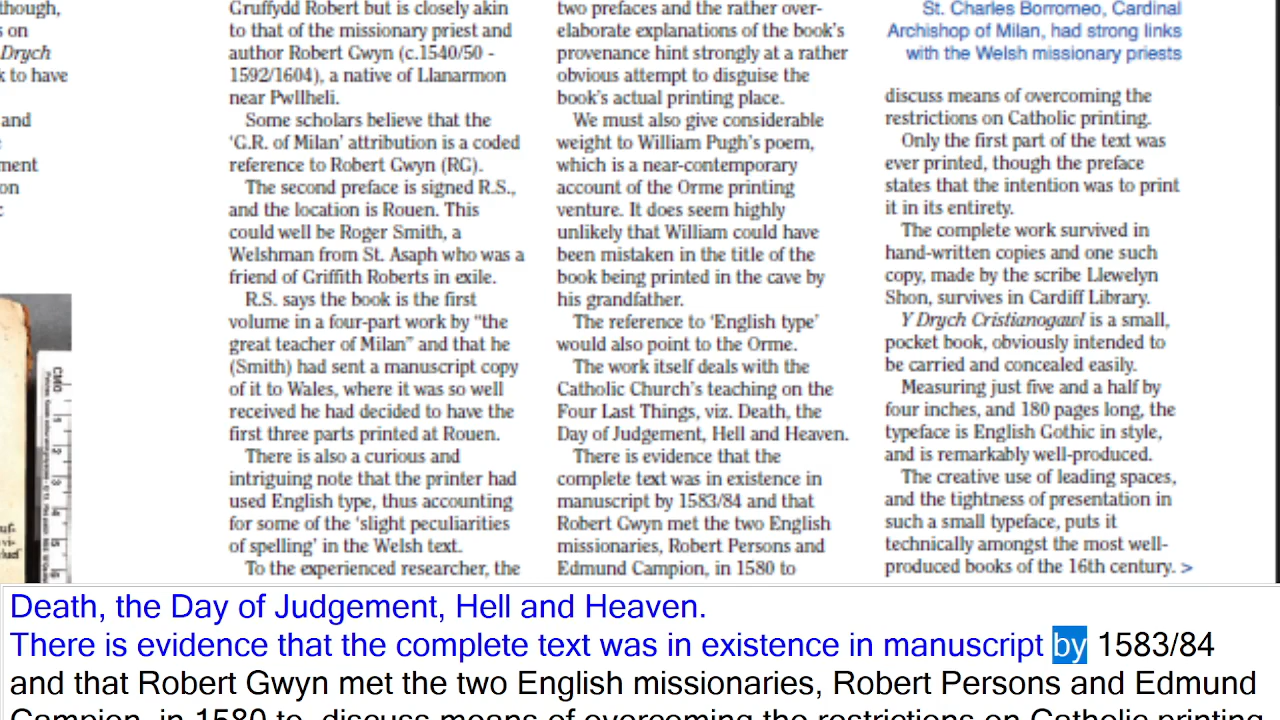 though,
s on
Drych
k to have
and
ment
on
Gruffydd Robert but is closely akin
to that of the missionary priest and
author Robert Gwyn (c.1540/50 -
1592/1604), a native of Llanarmon
near Pwllheli.
Some scholars believe that the
‘G.R. of Milan’ attribution is a coded
reference to Robert Gwyn (RG).
The second preface is signed R.S.,
and the location is Rouen. This
could well be Roger Smith, a
Welshman from St. Asaph who was a
friend of Griffith Roberts in exile.
R.S. says the book is the first
volume in a four-part work by “the
great teacher of Milan” and that he
(Smith) had sent a manuscript copy
of it to Wales, where it was so well
received he had decided to have the
first three parts printed at Rouen.
There is also a curious and
intriguing note that the printer had
used English type, thus accounting
for some of the ‘slight peculiarities
of spelling’ in the Welsh text.
To the experienced researcher, the
two prefaces and the rather over-
elaborate explanations of the book’s
provenance hint strongly at a rather
obvious attempt to disguise the
book’s actual printing place.
We must also give considerable
weight to William Pugh’s poem,
which is a near-contemporary
account of the Orme printing
venture. It does seem highly
unlikely that William could have
been mistaken in the title of the
book being printed in the cave by
his grandfather.
The reference to ‘English type’
would also point to the Orme.
The work itself deals with the
Catholic Church’s teaching on the
Four Last Things, viz. Death, the
Day of Judgement, Hell and Heaven.
There is evidence that the
complete text was in existence in
manuscript by 1583/84 and that
Robert Gwyn met the two English
missionaries, Robert Persons and
Edmund Campion, in 1580 to
St. Charles Borromeo, Cardinal
Archishop of Milan, had strong links
with the Welsh missionary priests
discuss means of overcoming the
restrictions on Catholic printing.
Only the first part of the text was
ever printed, though the preface
states that the intention was to print
it in its entirety.
The complete work survived in
hand-written copies and one such
copy, made by the scribe Llewelyn
Shon, survives in Cardiff Library.
Y Drych Cristianogawl is a small,
pocket book, obviously intended to
be carried and concealed easily.
Measuring just five and a half by
four inches, and 180 pages long, the
typeface is English Gothic in style,
and is remarkably well-produced.
The creative use of leading spaces,
and the tightness of presentation in
such a small typeface, puts it
technically amongst the most well-
produced books of the 16th century. >
Death, the Day of Judgement, Hell and Heaven.
There is evidence that the complete text was in existence in manuscript by 1583/84
and that Robert Gwyn met the two English missionaries, Robert Persons and Edmund
Campion, in 1580 to discuss means of overcoming the restrictions on Catholic printing